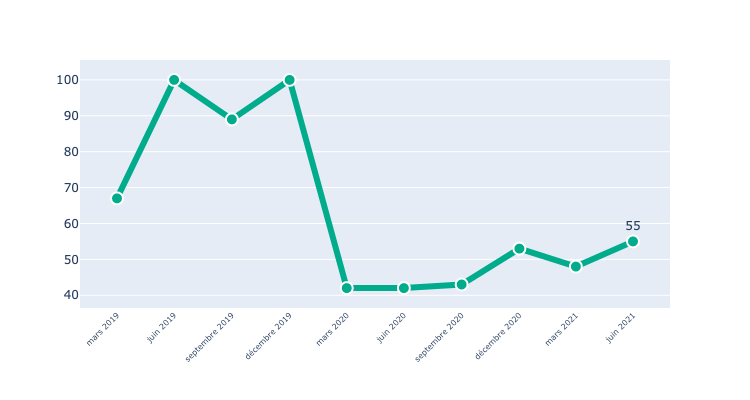 100
90
80
70
60
50
40
55
mars 2019
juin 2019
septembre 2019
décembre 2019
mars 2020
juin 2020
septembre 2020
décembre 2020
mars 2021
juin 2021